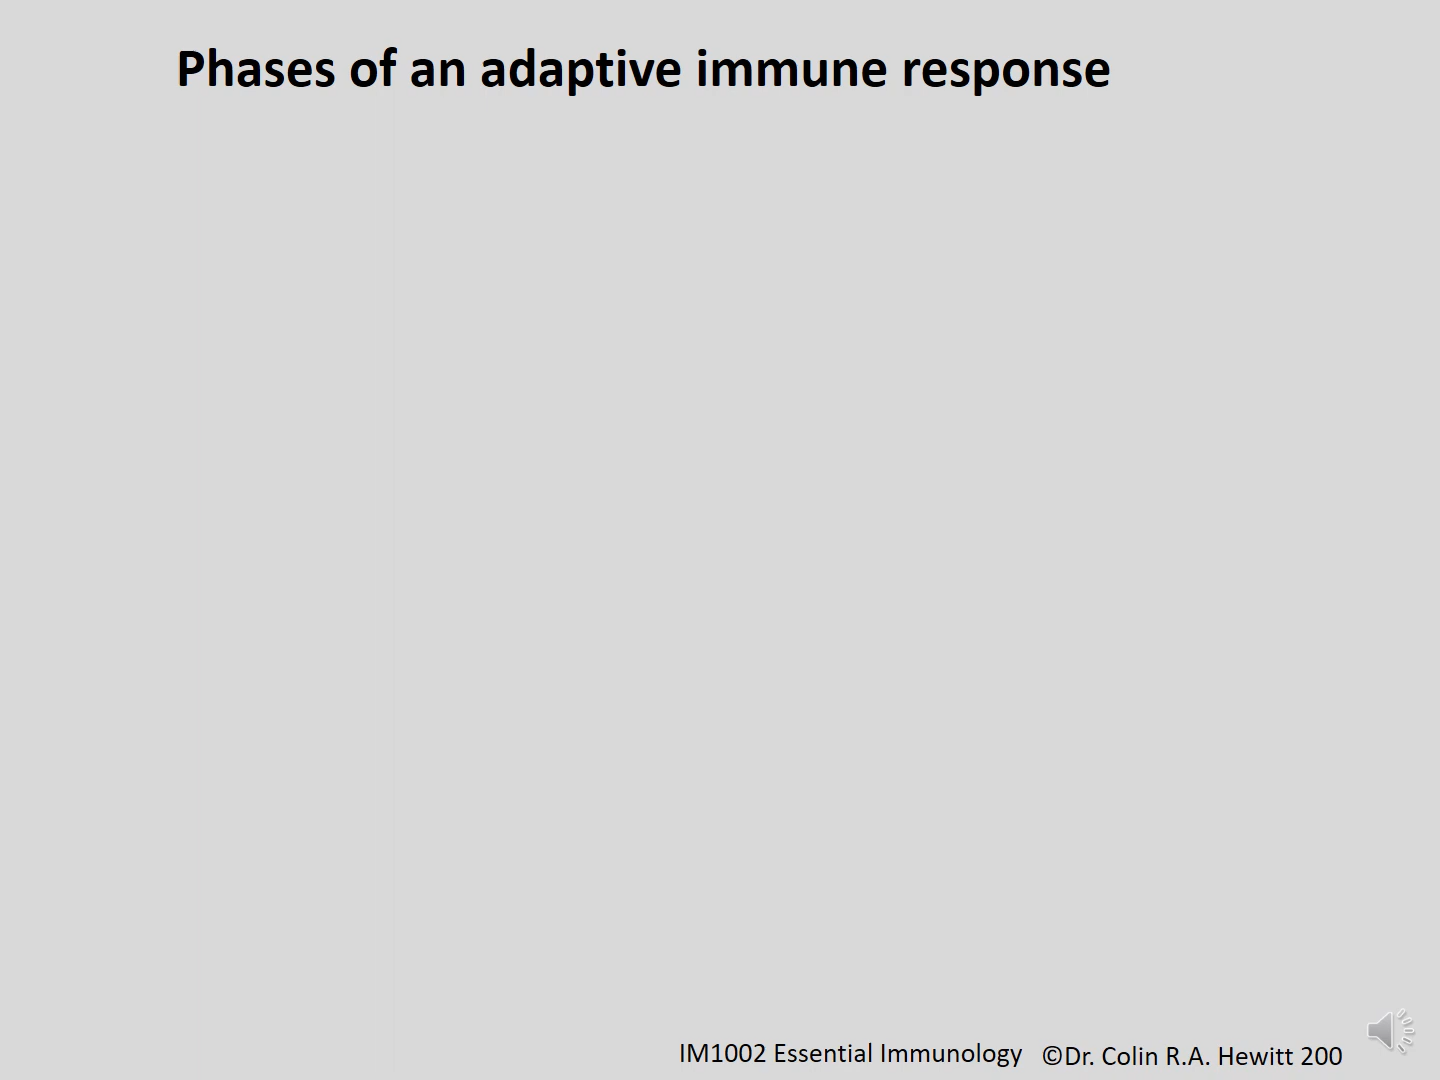 Phases of an adaptive immune response
IM1002 Essential Immunology ©Dr. Colin R.A. Hewitt 200